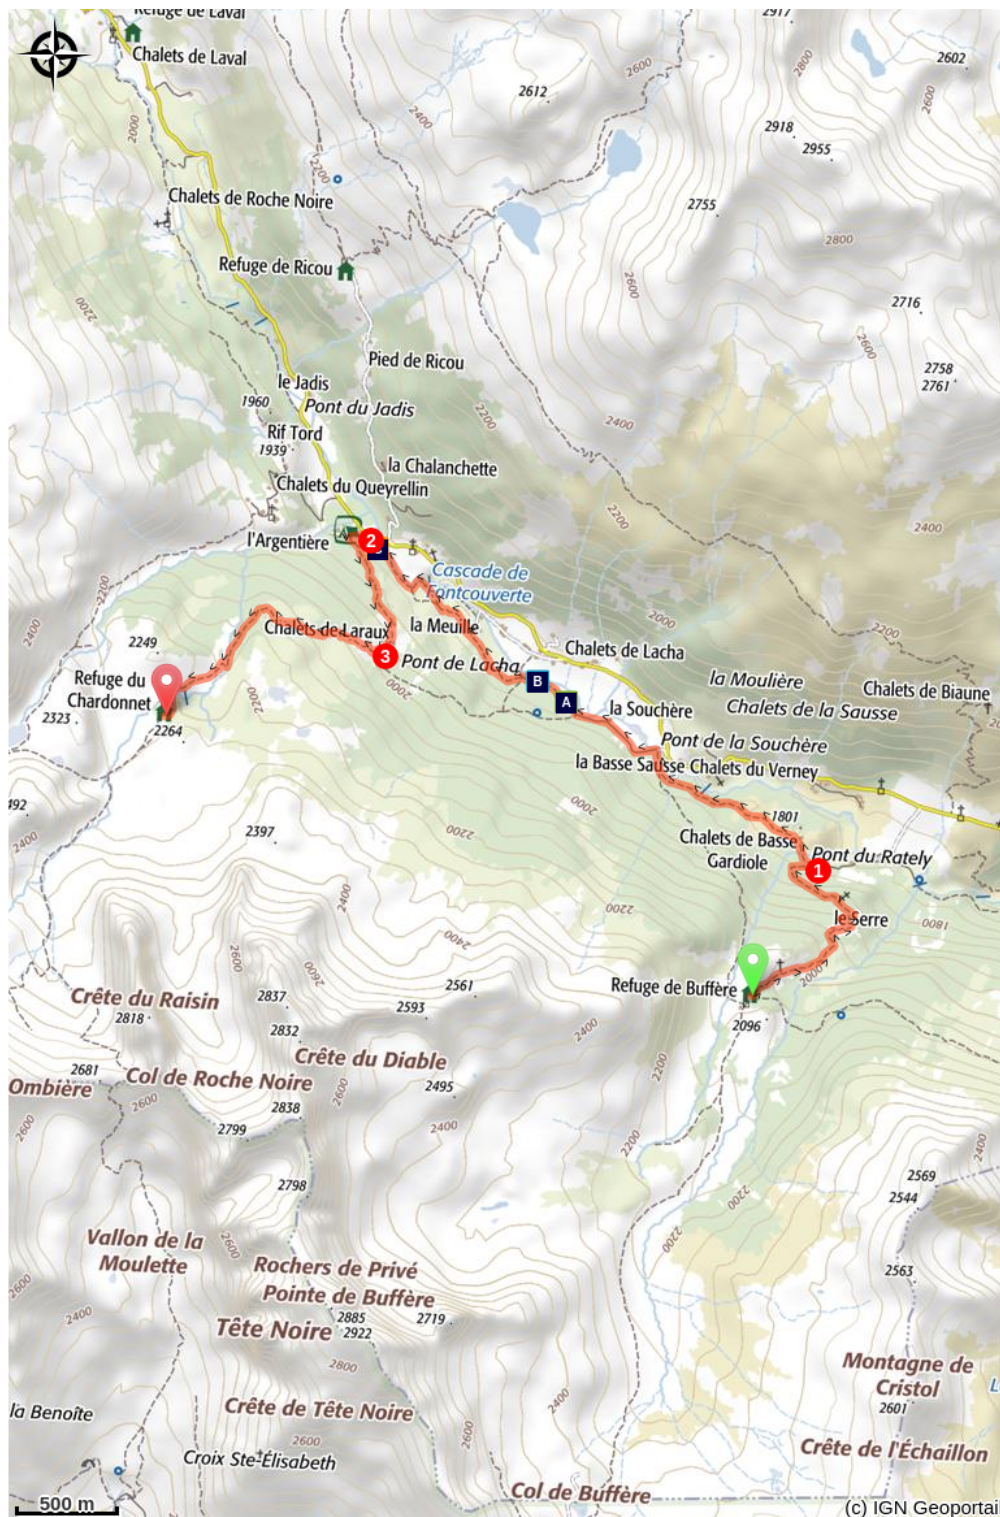 Refuge de Laval
Chalets de Laval
2917
2602
2612
2918
2955
Chalets de Roche Noire
2755
Refuge de Ricou
2716
Pied de Ricou
2758
2761
le Jadis
1960
Pont du Jadis
Rif Tord
1939
la Chalanchette
Chalets du Queyrellin
l'Argentière
2
Cascade de
Fontcouverte
la Meuille
Chalets de Laraux
2249
3
Pont de Lacha
Chalets de Lacha
Refuge du
Chardonnet
B
A
la Moulière
Chalets de Biaune
Chalets de la Sausse
la Souchère
2323
2264
Pont de la Souchère
la Basse Sausse
Chalets du Verney
2397
1801
Chalets de Basse
Gardiole
Pont du Rately
1
le Serre
Refuge de Buffère
2096
2561
2593
Crête du Raisin
2818
2837
2832
Crête du Diable
2495
2681
Ombière
Col de Roche Noire
2838
2799
2798
2569
2544
Vallon de la
Moulette
Rochers de Privé
Pointe de Buffère
2563
Tête Noire
2885
2922
2719
Montagne de
Cristol
2601
Crête de Tête Noire
la Benoîte
Croix Ste-Élisabeth
Crête de l'Échaillon
Col de Buffère
500 m
(c) IGN Geoportai